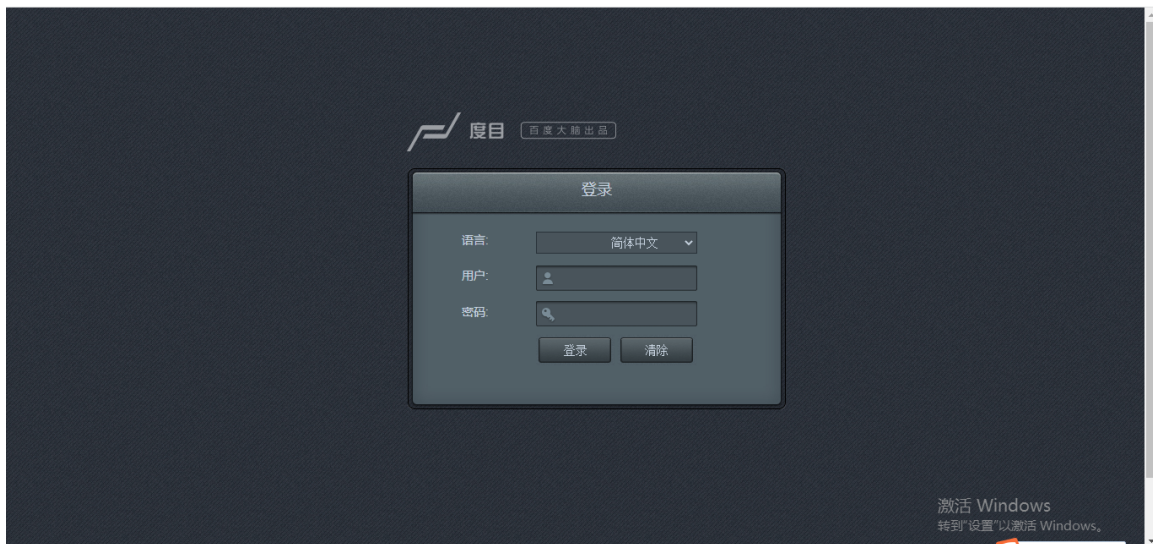 度目 百度大脑出品
登录
语言: 简体中文
用户:
密码:
登录 清除
激活 Windows
转到"设置"以激活 Windows。